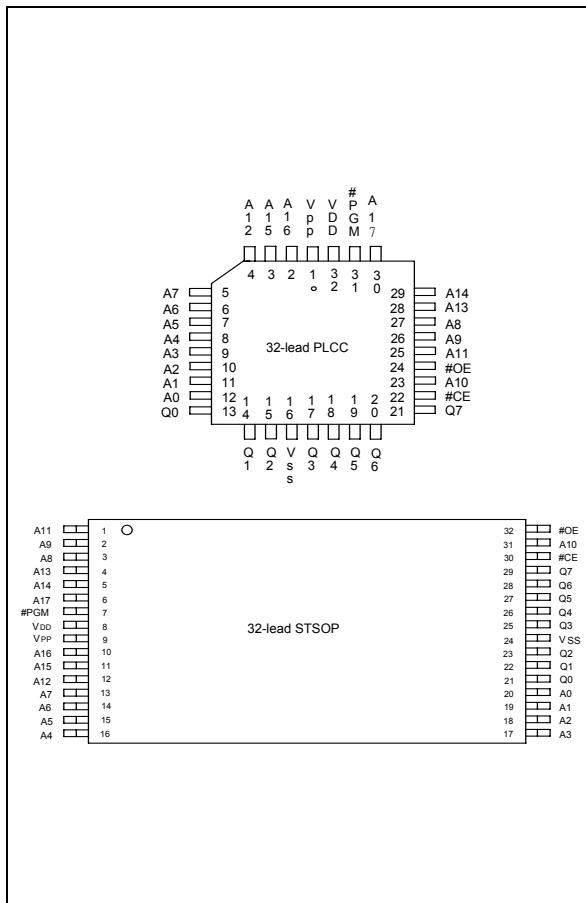 A12 A15 A16 Vpp VDD #PGM A17
4 3 2 1 32 31 30
A7 5 29 A14
A6 6 28 A13
A5 7 27 A8
A4 8 26 A9
A3 9 32-lead PLCC 25 A11
A2 10 24 #OE
A1 11 23 A10
A0 12 22 #CE
Q0 13 21 Q7
14 15 16 17 18 19 20
Q1 Q2 Vss Q3 Q4 Q5 Q6
A11 1 32 #OE
A9 2 31 A10
A8 3 30 #CE
A13 4 29 Q7
A14 5 28 Q6
A17 6 27 Q5
#PGM 7 26 Q4
VDD 8 32-lead STSOP 25 Q3
VPP 9 24 VSS
A16 10 23 Q2
A15 11 22 Q1
A12 12 21 Q0
A7 13 20 A0
A6 14 19 A1
A5 15 18 A2
A4 16 17 A3